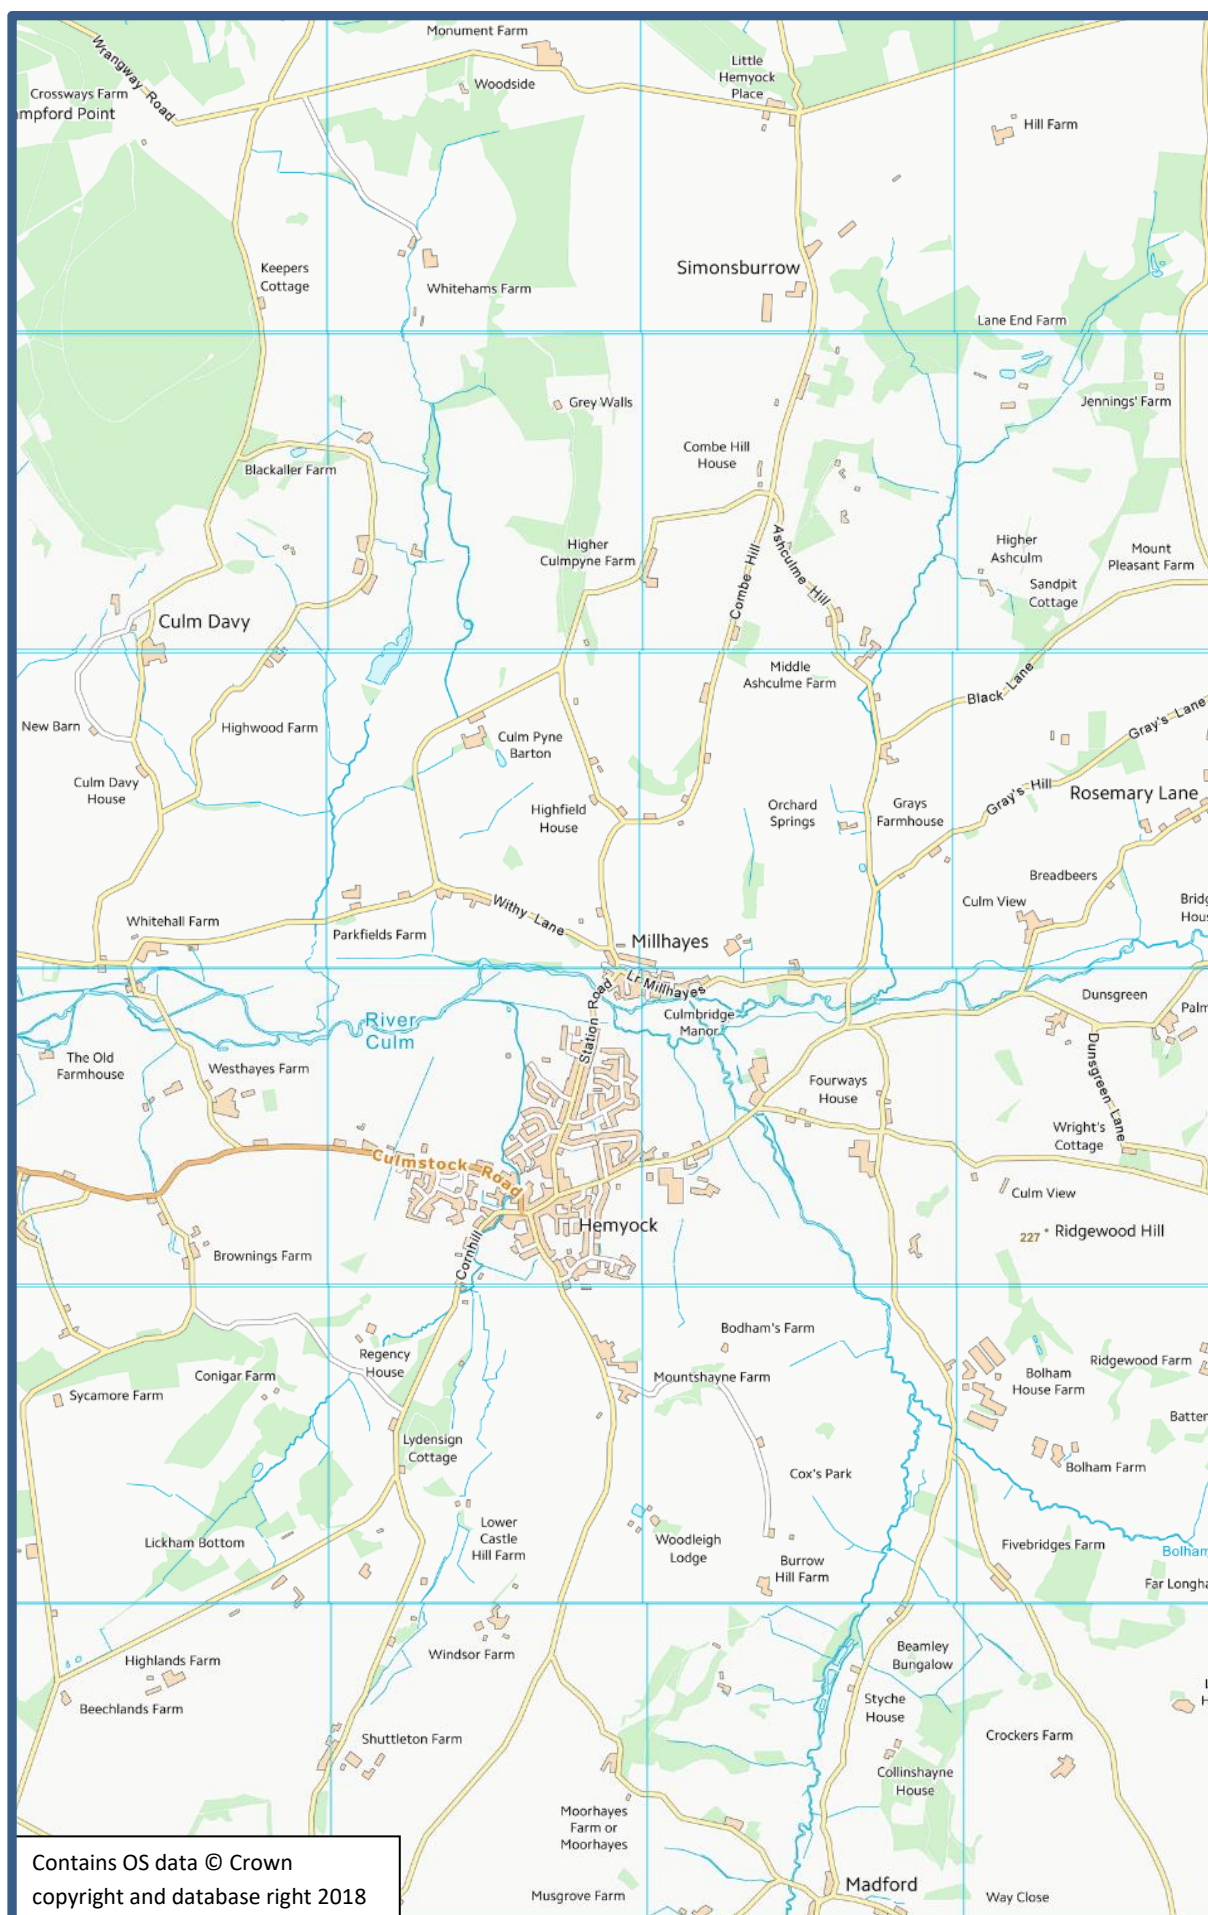 Monument Farm
Wrangway Road
Woodside
Little
Hemyock
Place
Crossways Farm
ampford Point
Hill Farm
Keepers
Cottage
Simonsburrow
Whitehams Farm
Lane End Farm
Grey Walls
Jennings' Farm
Combe Hill
House
Blackaller Farm
Higher
Culmpyne Farm
Combe Hill
Ashculme Hill
Higher
Ashculm
Mount
Pleasant Farm
Sandpit
Cottage
Culm Davy
Middle
Ashculme Farm
Black Lane
New Barn
Highwood Farm
Culm Pyne
Barton
Gray's Lane
Culm Davy
House
Highfield
House
Orchard
Springs
Grays
Farmhouse
Gray's Hill
Rosemary Lane
Breadbeers
Whitehall Farm
Parkfields Farm
Withy Lane
Culm View
Millhayes
Lr Millhayes
Station Road
Culmbridge
Manor
River
Culm
Dunsgreen
Palm
The Old
Farmhouse
Westhayes Farm
Fourways
House
Dunsgreen Lane
Wright's
Cottage
Culmstock Road
Culm View
Hemyock
227
Ridgewood Hill
Brownings Farm
Cornhill
Regency
House
Bodham's Farm
Conigar Farm
Sycamore Farm
Mountshayne Farm
Bolham
House Farm
Ridgewood Farm
Batter
Lydensign
Cottage
Cox's Park
Bolham Farm
Lickham Bottom
Lower
Castle
Hill Farm
Woodleigh
Lodge
Burrow
Hill Farm
Fivebridges Farm
Bolham
Far Longha
Highlands Farm
Windsor Farm
Beamley
Bungalow
Beechlands Farm
Styche
House
Shuttleton Farm
Crockers Farm
Collinshayne
House
Moorhayes
Farm or
Moorhayes
Contains OS data © Crown
copyright and database right 2018
Musgrove Farm
Madford
Way Close